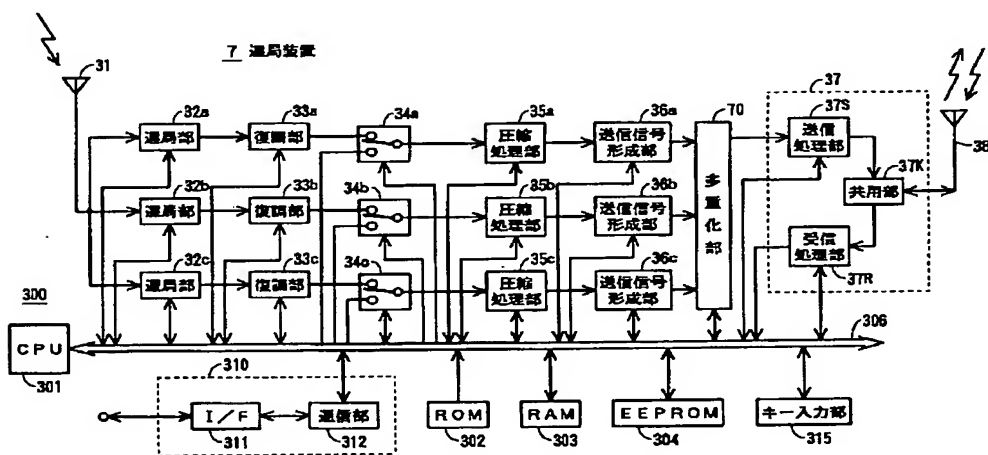 7 選局装置
31
32a
33a
34a
35a
36a
70
37
37S
選局部
復調部
圧縮
処理部
送信信号
形成部
多重化部
送信
処理部
37K
共用部
38
32b
33b
34b
35b
36b
選局部
復調部
圧縮
処理部
送信信号
形成部
受信
処理部
37R
32c
33c
34c
35c
36c
選局部
復調部
圧縮
処理部
送信信号
形成部
300
306
CPU
301
310
I/F
311
通信部
312
ROM
302
RAM
303
EEPROM
304
キー入力部
315